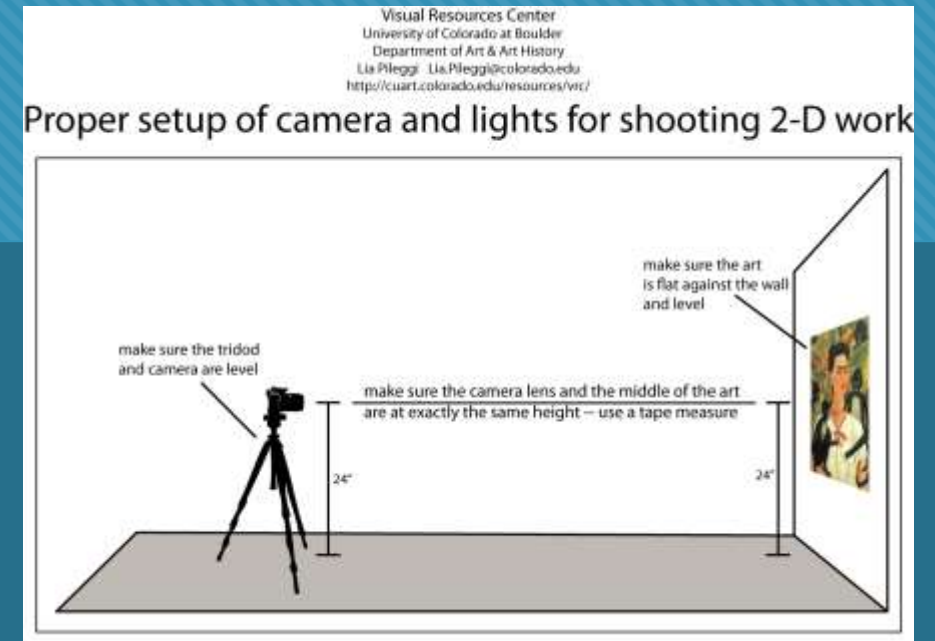 Visual Resources Center
University of Colorado at Boulder
Department of Art & Art History
Lia Pileggi Lia.Pileggi@colorado.edu
http://cuart.colorado.edu/resources/vrc/
Proper setup of camera and lights for shooting 2-D work
make sure the art
is flat against the wall
and level
make sure the tridod
and camera are level
make sure the camera lens and the middle of the art
are at exactly the same height – use a tape measure
24"
24"